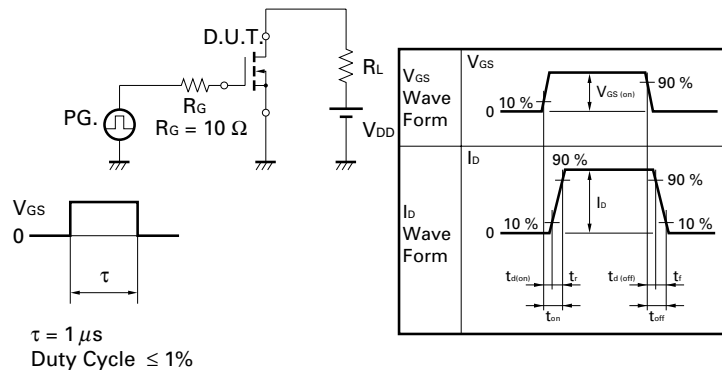 D.U.T.
RL
RG
RG = 10 Ω
PG.
VDD
VGS
0
τ
τ = 1 μs
Duty Cycle ≤ 1%
VGS
Wave
Form
VGS
10 %
0
VGS (on)
90 %
ID
Wave
Form
ID
90 %
10 %
0
ID
90 %
10 %
td(on)
tr
td (off)
tf
ton
toff